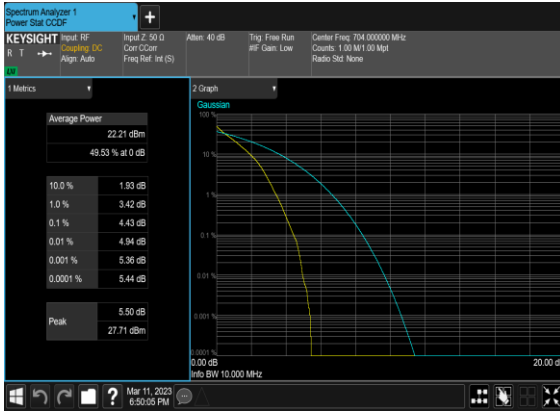 Spectrum Analyzer 1
Power Stat CCDF
+
KEYSIGHT
R T
LXI
Input: RF
Coupling: DC
Align: Auto
Input Z: 50 Ω
Corr CCorr
Freq Ref: Int (S)
Atten: 40 dB
Trig: Free Run
#IF Gain: Low
Center Freq: 704.000000 MHz
Counts: 1.00 M/1.00 Mpt
Radio Std: None
1 Metrics
Average Power
22.21 dBm
49.53 % at 0 dB
10.0 % 1.93 dB
1.0 % 3.42 dB
0.1 % 4.43 dB
0.01 % 4.94 dB
0.001 % 5.36 dB
0.0001 % 5.44 dB
Peak
5.50 dB
27.71 dBm
2 Graph
Gaussian
100 %
10 %
1 %
0.1 %
0.01 %
0.001 %
0.0001 %
0.00 dB
20.00 d
Info BW 10.000 MHz
?
Mar 11, 2023
6:50:05 PM